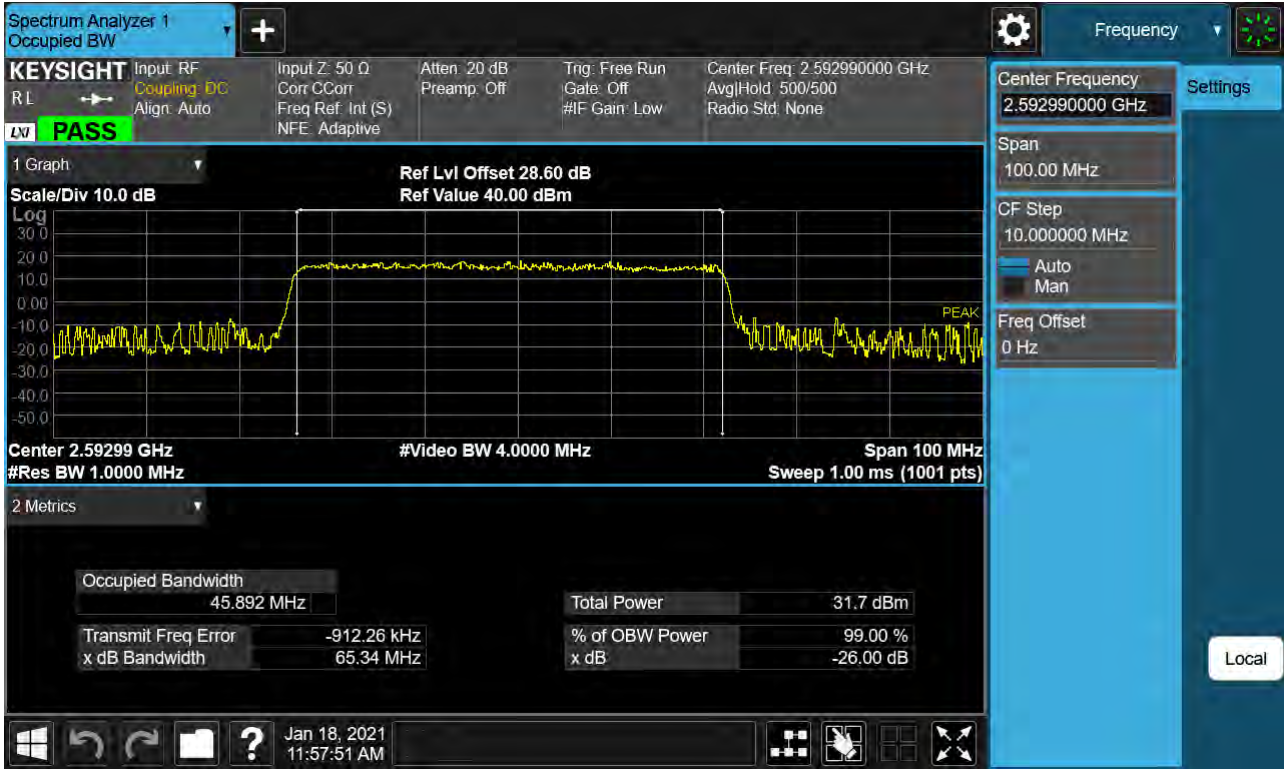 Spectrum Analyzer 1
Occupied BW
+
Frequency
KEYSIGHT
R L
LXI
PASS
Input: RF
Coupling: DC
Align: Auto
Input Z: 50 Ω
Corr CCorr
Freq Ref: Int (S)
NFE: Adaptive
Atten: 20 dB
Preamp: Off
Trig: Free Run
Gate: Off
#IF Gain: Low
Center Freq: 2.592990000 GHz
Avg|Hold: 500/500
Radio Std: None
1 Graph
Scale/Div 10.0 dB
Ref Lvl Offset 28.60 dB
Ref Value 40.00 dBm
Log
30.0
20.0
10.0
0.00
-10.0
-20.0
-30.0
-40.0
-50.0
PEAK
Center 2.59299 GHz
#Video BW 4.0000 MHz
Span 100 MHz
#Res BW 1.0000 MHz
Sweep 1.00 ms (1001 pts)
2 Metrics
Occupied Bandwidth
45.892 MHz
Total Power 31.7 dBm
Transmit Freq Error -912.26 kHz
% of OBW Power 99.00 %
x dB Bandwidth 65.34 MHz
x dB -26.00 dB
?
Jan 18, 2021
11:57:51 AM
Center Frequency
2.592990000 GHz
Span
100.00 MHz
CF Step
10.000000 MHz
Auto
Man
Freq Offset
0 Hz
Settings
Local